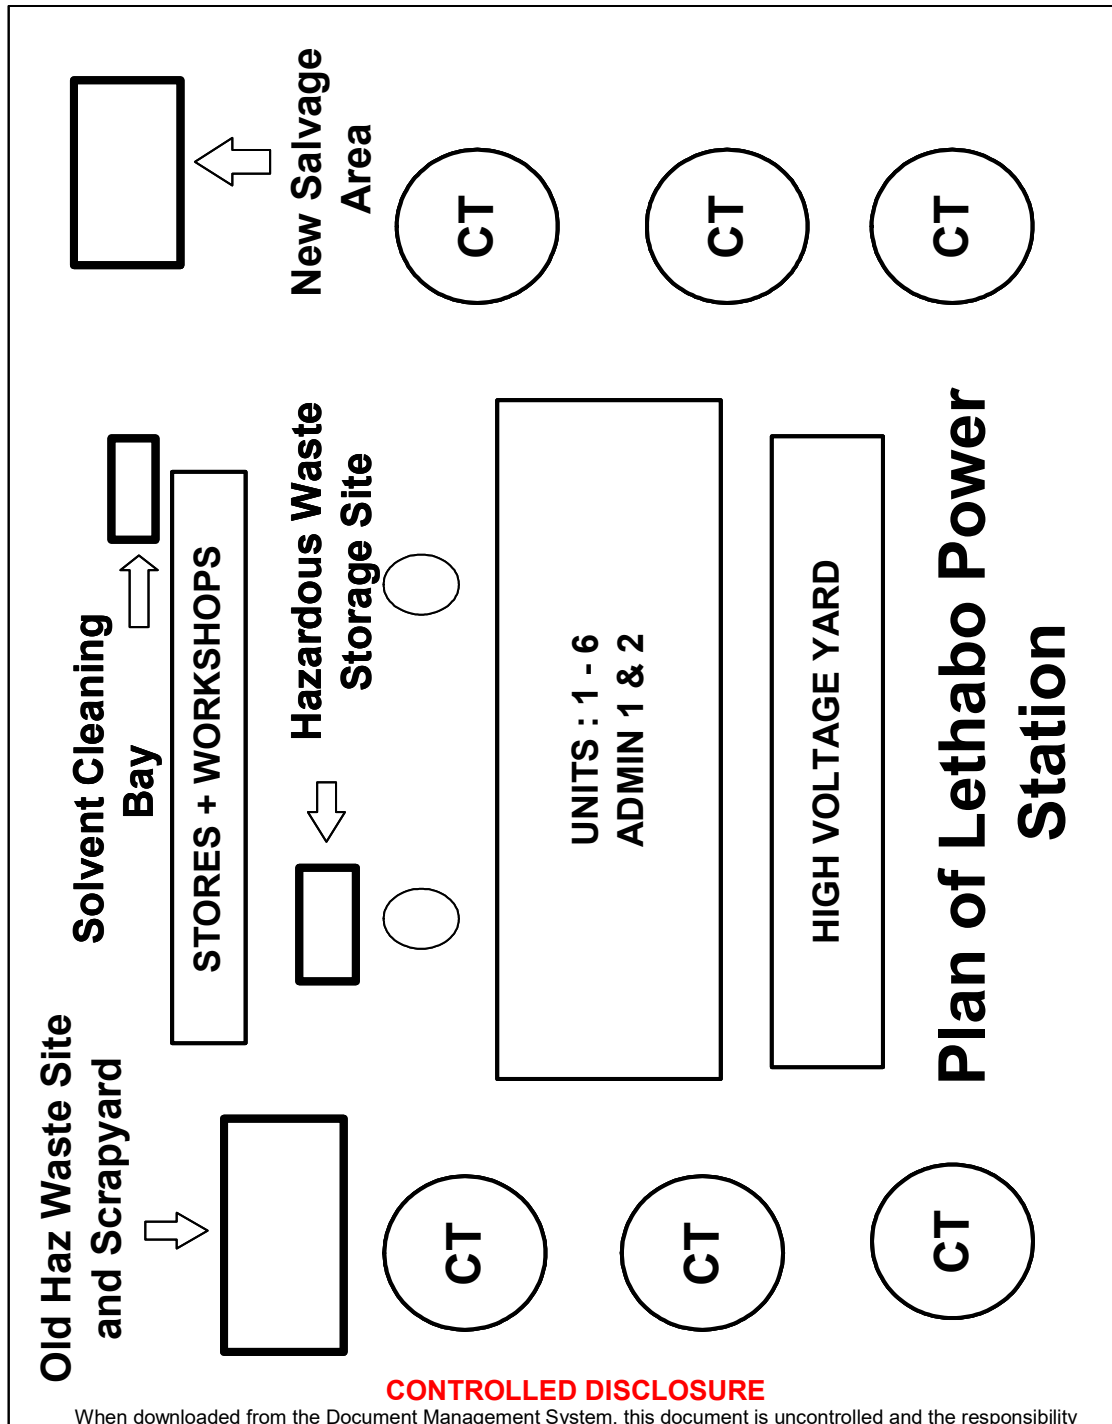 Old Haz Waste Site
and Scrapyard
Solvent Cleaning
Bay
New Salvage
Area
STORES + WORKSHOPS
Hazardous Waste
Storage Site
CT
CT
CT
UNITS : 1 - 6
ADMIN 1 & 2
HIGH VOLTAGE YARD
CT
CT
CT
Plan of Lethabo Power
Station
CONTROLLED DISCLOSURE
When downloaded from the Document Management System, this document is uncontrolled and the responsibility